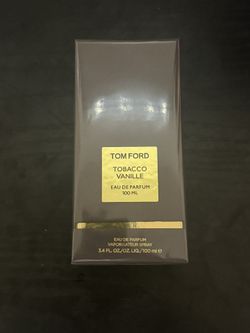 TOM FORD
TOBACCO
VANILLE
EAU DE PARFUM
100 ML
EAU DE PARFUM
VAPORISATEUR SPRAY
3.4 FL.OZ./OZ. LIQ./100 ml e